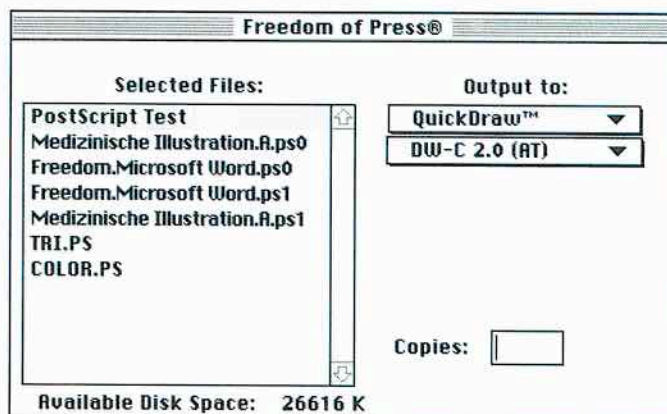 Freedom of Press®
Selected Files:
PostScript Test
Medizinische Illustration.A.ps0
Freedom.Microsoft Word.ps0
Freedom.Microsoft Word.ps1
Medizinische Illustration.A.ps1
TRI.PS
COLOR.PS
Available Disk Space: 26616 K
Output to:
QuickDraw™
DW-C 2.0 (AT)
Copies: